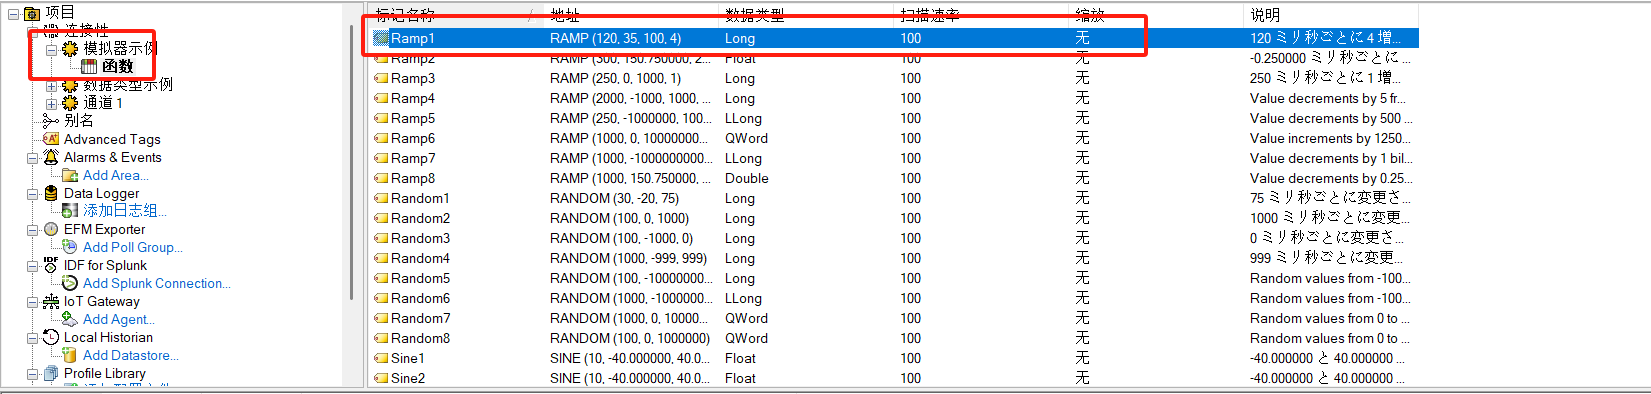 项目
连接性
模拟器示例
函数
数据类型示例
通道 1
别名
Advanced Tags
Alarms & Events
Add Area...
Data Logger
添加日志组...
EFM Exporter
Add Poll Group...
IDF for Splunk
Add Splunk Connection...
IoT Gateway
Add Agent...
Local Historian
Add Datastore...
Profile Library
标记名称 地址 数据类型 扫描速率 缩放 说明
Ramp1 RAMP (120, 35, 100, 4) Long 100 无 120 ミリ秒ごとに 4 増...
Ramp2 RAMP (300, 150.750000, 2... Float 100 无 -0.250000 ミリ秒ごとに ...
Ramp3 RAMP (250, 0, 1000, 1) Long 100 无 250 ミリ秒ごとに 1 増...
Ramp4 RAMP (2000, -1000, 1000, ... Long 100 无 Value decrements by 5 fr...
Ramp5 RAMP (250, -1000000, 100... LLong 100 无 Value decrements by 500 ...
Ramp6 RAMP (1000, 0, 10000000... QWord 100 无 Value increments by 1250...
Ramp7 RAMP (1000, -1000000000... LLong 100 无 Value decrements by 1 bil...
Ramp8 RAMP (1000, 150.750000, ... Double 100 无 Value decrements by 0.25...
Random1 RANDOM (30, -20, 75) Long 100 无 75 ミリ秒ごとに変更さ...
Random2 RANDOM (100, 0, 1000) Long 100 无 1000 ミリ秒ごとに変更...
Random3 RANDOM (100, -1000, 0) Long 100 无 0 ミリ秒ごとに変更さ...
Random4 RANDOM (1000, -999, 999) Long 100 无 999 ミリ秒ごとに変更...
Random5 RANDOM (100, -10000000... Long 100 无 Random values from -100...
Random6 RANDOM (1000, -1000000... LLong 100 无 Random values from -100...
Random7 RANDOM (1000, 0, 10000... QWord 100 无 Random values from 0 to ...
Random8 RANDOM (100, 0, 1000000) QWord 100 无 Random values from 0 to ...
Sine1 SINE (10, -40.000000, 40.0... Float 100 无 -40.000000 と 40.000000 ...
Sine2 SINE (10, -40.000000, 40.0... Float 100 无 -40.000000 と 40.000000 ...